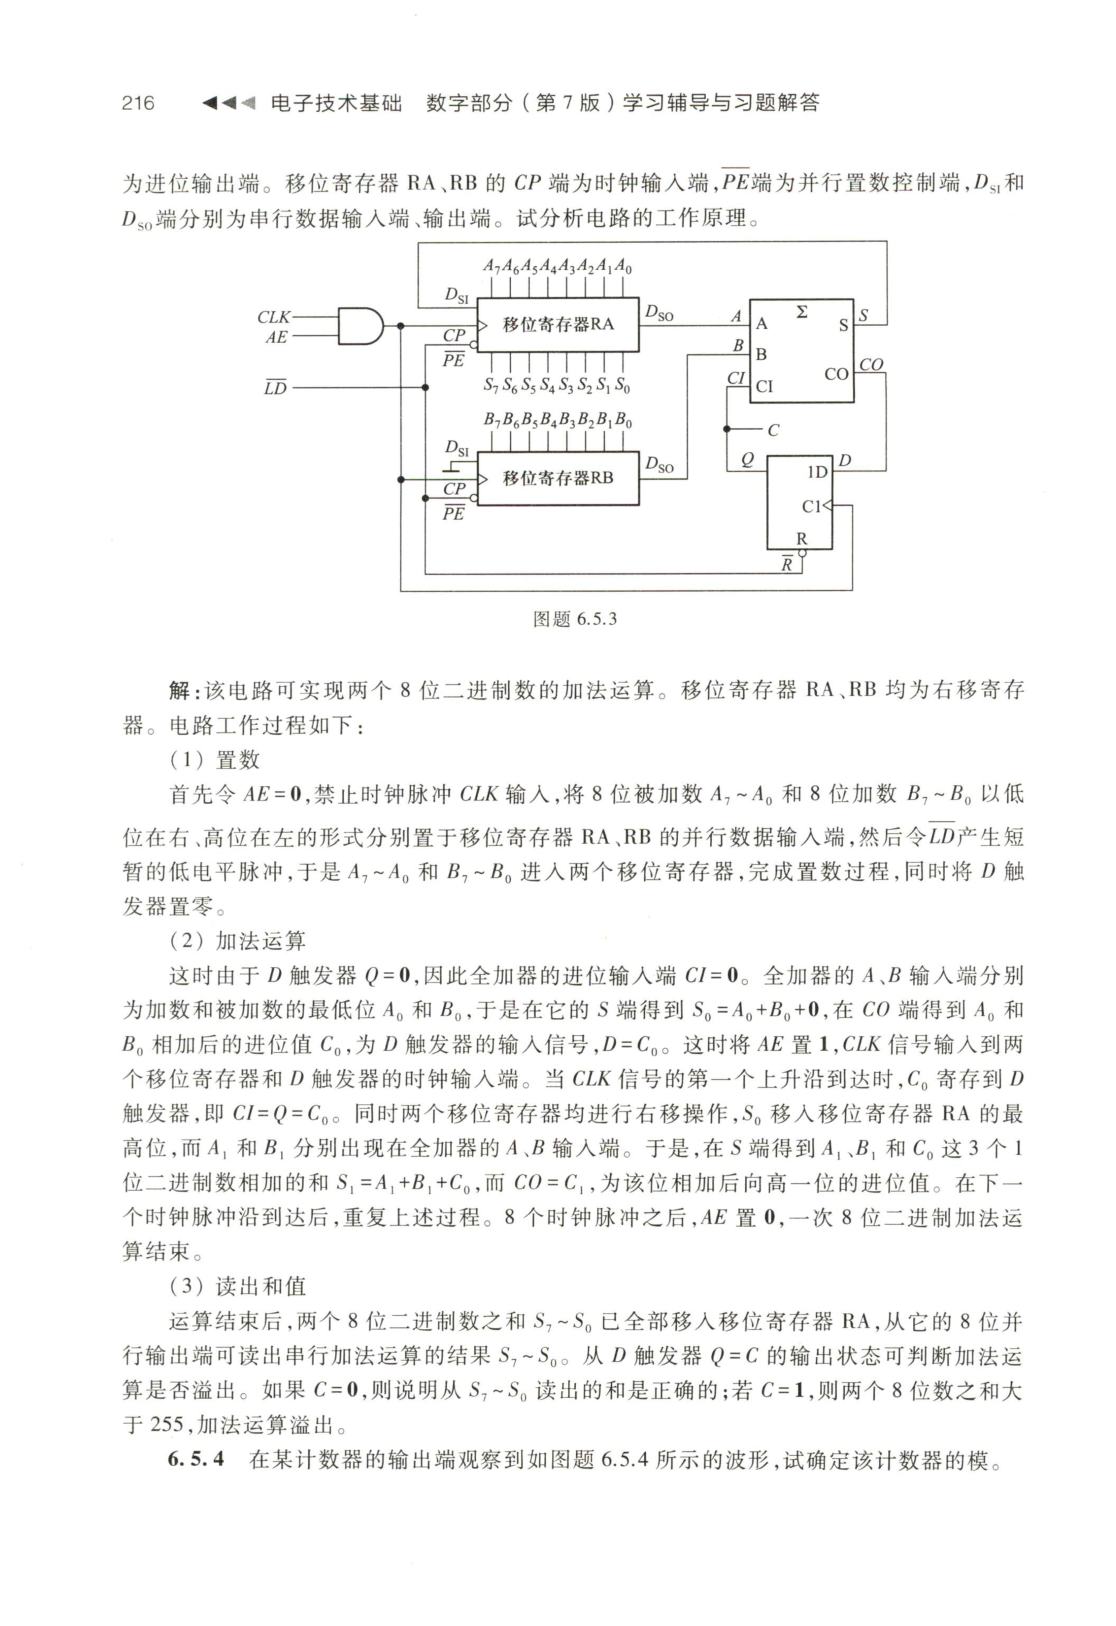 216 ◀◀◀ 电子技术基础 数字部分(第7版)学习辅导与习题解答
为进位输出端。移位寄存器 RA、RB 的 CP 端为时钟输入端,P̅E̅端为并行置数控制端,D_SI和
D_SO端分别为串行数据输入端、输出端。试分析电路的工作原理。
A₇A₆A₅A₄A₃A₂A₁A₀
D_SI
CLK
AE
移位寄存器RA
CP
P̅E̅
D_SO
L̅D̅
S₇ S₆ S₅ S₄ S₃ S₂ S₁ S₀
A
B
CI
A
B
CI
Σ
S
CO
S
CO
C
B₇B₆B₅B₄B₃B₂B₁B₀
D_SI
移位寄存器RB
CP
P̅E̅
D_SO
Q
1D
D
C1
R
R̅
图题 6.5.3
解:该电路可实现两个 8 位二进制数的加法运算。移位寄存器 RA、RB 均为右移寄存
器。电路工作过程如下:
(1) 置数
首先令 AE=0,禁止时钟脉冲 CLK 输入,将 8 位被加数 A₇~A₀ 和 8 位加数 B₇~B₀ 以低
位在右、高位在左的形式分别置于移位寄存器 RA、RB 的并行数据输入端,然后令L̅D̅产生短
暂的低电平脉冲,于是 A₇~A₀ 和 B₇~B₀ 进入两个移位寄存器,完成置数过程,同时将 D 触
发器置零。
(2) 加法运算
这时由于 D 触发器 Q=0,因此全加器的进位输入端 CI=0。全加器的 A、B 输入端分别
为加数和被加数的最低位 A₀ 和 B₀,于是在它的 S 端得到 S₀=A₀+B₀+0,在 CO 端得到 A₀ 和
B₀ 相加后的进位值 C₀,为 D 触发器的输入信号,D=C₀。这时将 AE 置 1,CLK 信号输入到两
个移位寄存器和 D 触发器的时钟输入端。当 CLK 信号的第一个上升沿到达时,C₀ 寄存到 D
触发器,即 CI=Q=C₀。同时两个移位寄存器均进行右移操作,S₀ 移入移位寄存器 RA 的最
高位,而 A₁ 和 B₁ 分别出现在全加器的 A、B 输入端。于是,在 S 端得到 A₁、B₁ 和 C₀ 这 3 个 1
位二进制数相加的和 S₁=A₁+B₁+C₀,而 CO=C₁,为该位相加后向高一位的进位值。在下一
个时钟脉冲沿到达后,重复上述过程。8 个时钟脉冲之后,AE 置 0,一次 8 位二进制加法运
算结束。
(3) 读出和值
运算结束后,两个 8 位二进制数之和 S₇~S₀ 已全部移入移位寄存器 RA,从它的 8 位并
行输出端可读出串行加法运算的结果 S₇~S₀。从 D 触发器 Q=C 的输出状态可判断加法运
算是否溢出。如果 C=0,则说明从 S₇~S₀ 读出的和是正确的;若 C=1,则两个 8 位数之和大
于 255,加法运算溢出。
6.5.4 在某计数器的输出端观察到如图题 6.5.4 所示的波形,试确定该计数器的模。